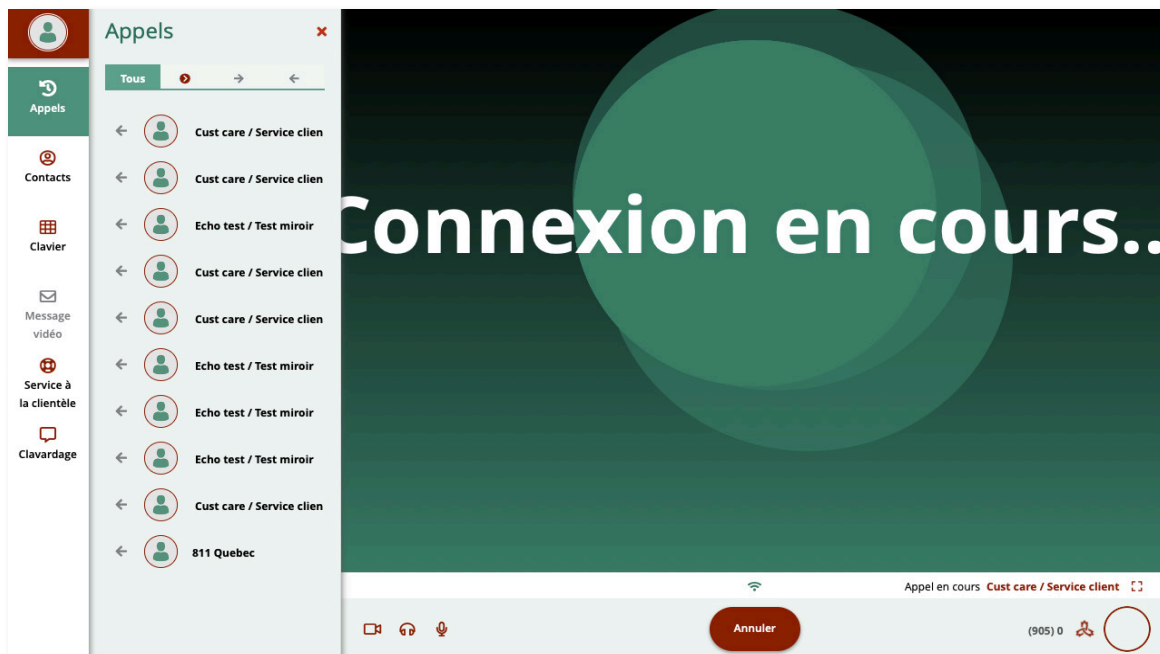 Appels
Tous
Appels
Contacts
Clavier
Message
vidéo
Service à
la clientèle
Clavardage
Cust care / Service clien
Cust care / Service clien
Echo test / Test miroir
Cust care / Service clien
Cust care / Service clien
Echo test / Test miroir
Echo test / Test miroir
Echo test / Test miroir
Cust care / Service clien
811 Quebec
Connexion en cours..
Appel en cours Cust care / Service client
Annuler
(905) 0